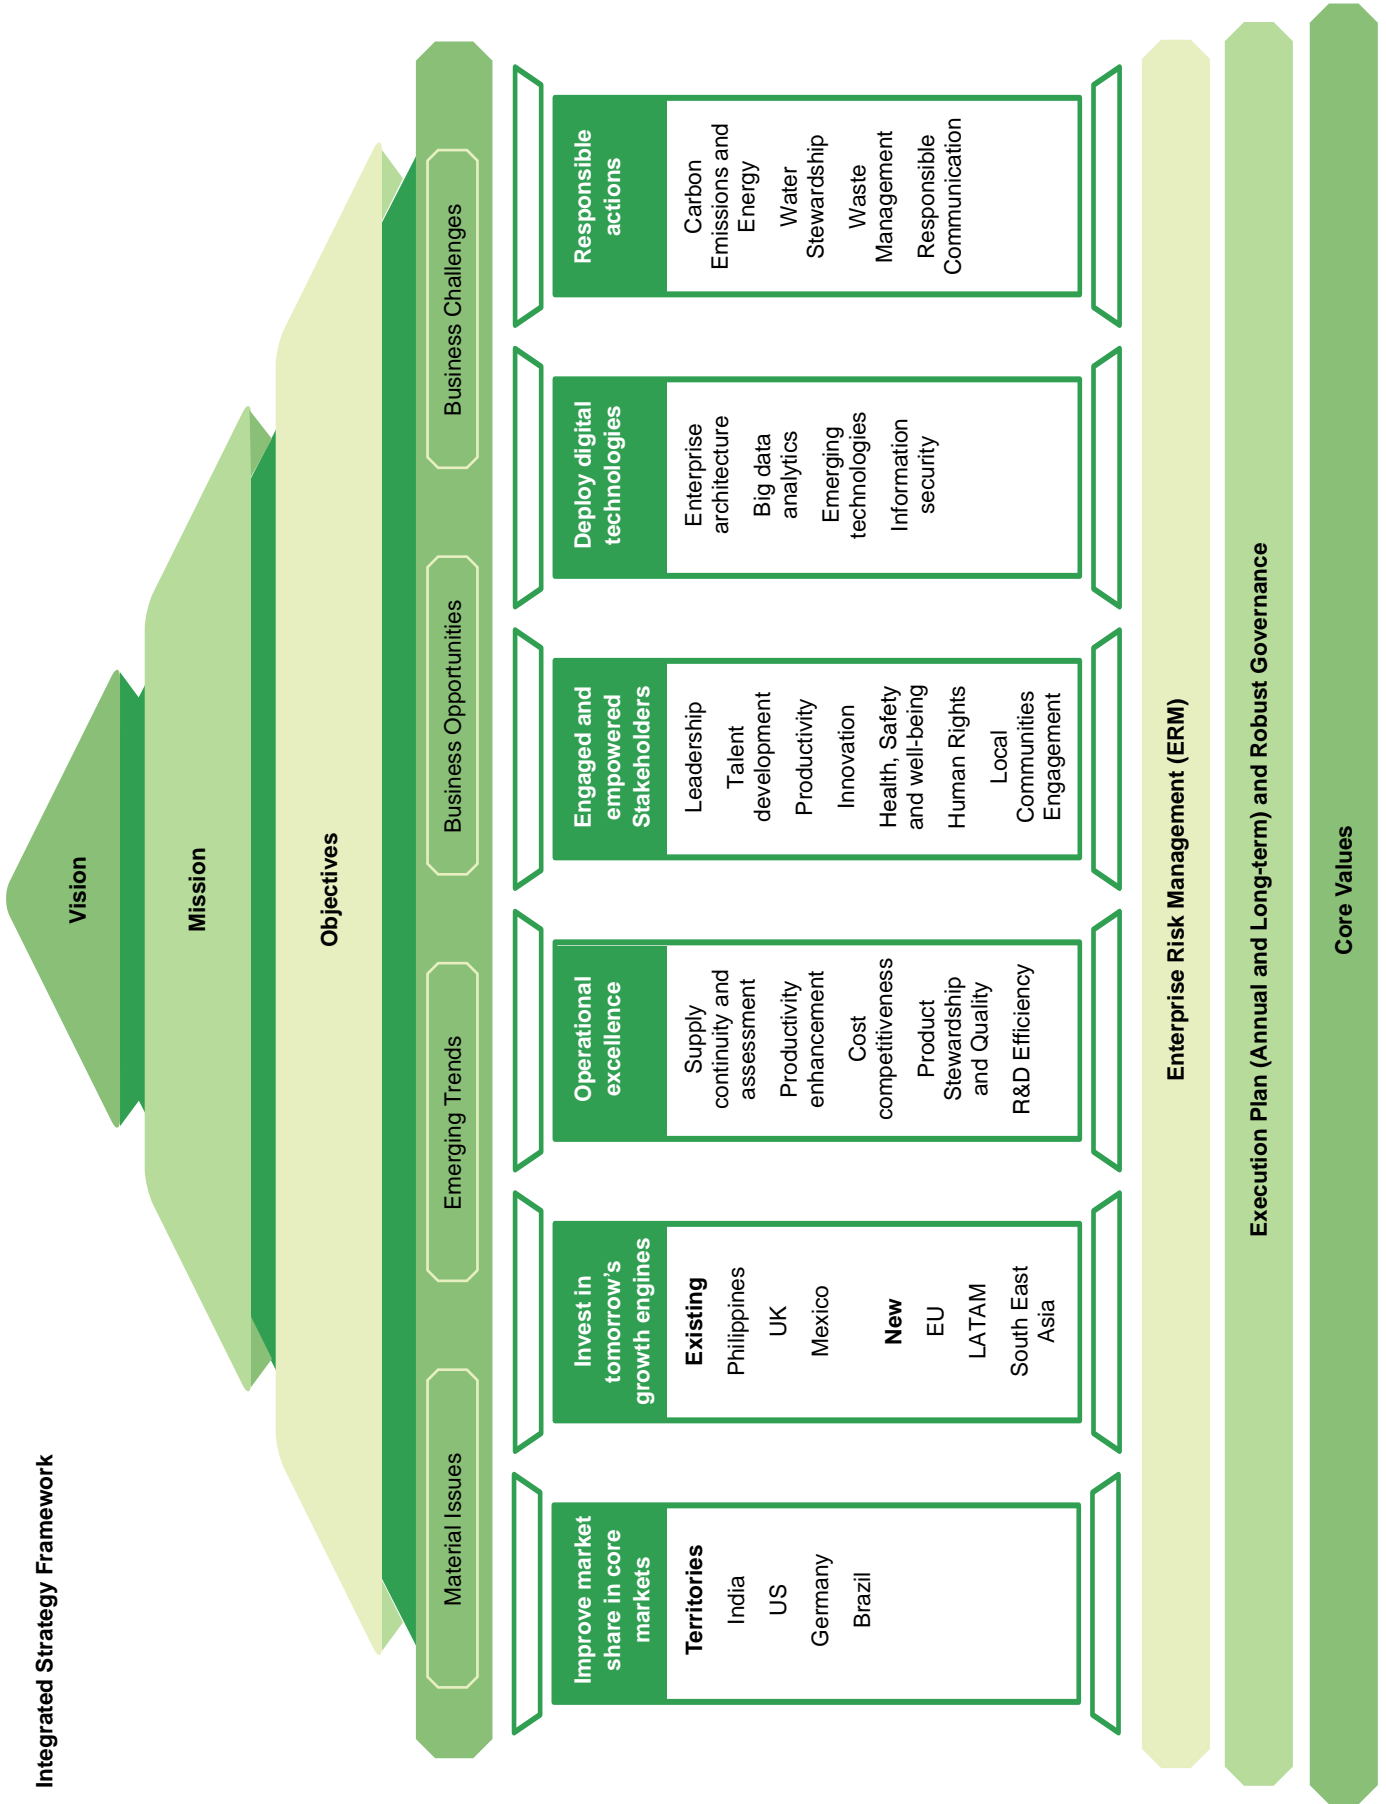 Integrated Strategy Framework
Vision
Mission
Objectives
Material Issues
Emerging Trends
Business Opportunities
Business Challenges
Improve market
share in core
markets
Territories
India
US
Germany
Brazil
Invest in
tomorrow’s
growth engines
Existing
Philippines
UK
Mexico
New
EU
LATAM
South East
Asia
Operational
excellence
Supply
continuity and
assessment
Productivity
enhancement
Cost
competitiveness
Product
Stewardship
and Quality
R&D Efficiency
Engaged and
empowered
Stakeholders
Leadership
Talent
development
Productivity
Innovation
Health, Safety
and well-being
Human Rights
Local
Communities
Engagement
Deploy digital
technologies
Enterprise
architecture
Big data
analytics
Emerging
technologies
Information
security
Responsible
actions
Carbon
Emissions and
Energy
Water
Stewardship
Waste
Management
Responsible
Communication
Enterprise Risk Management (ERM)
Execution Plan (Annual and Long-term) and Robust Governance
Core Values